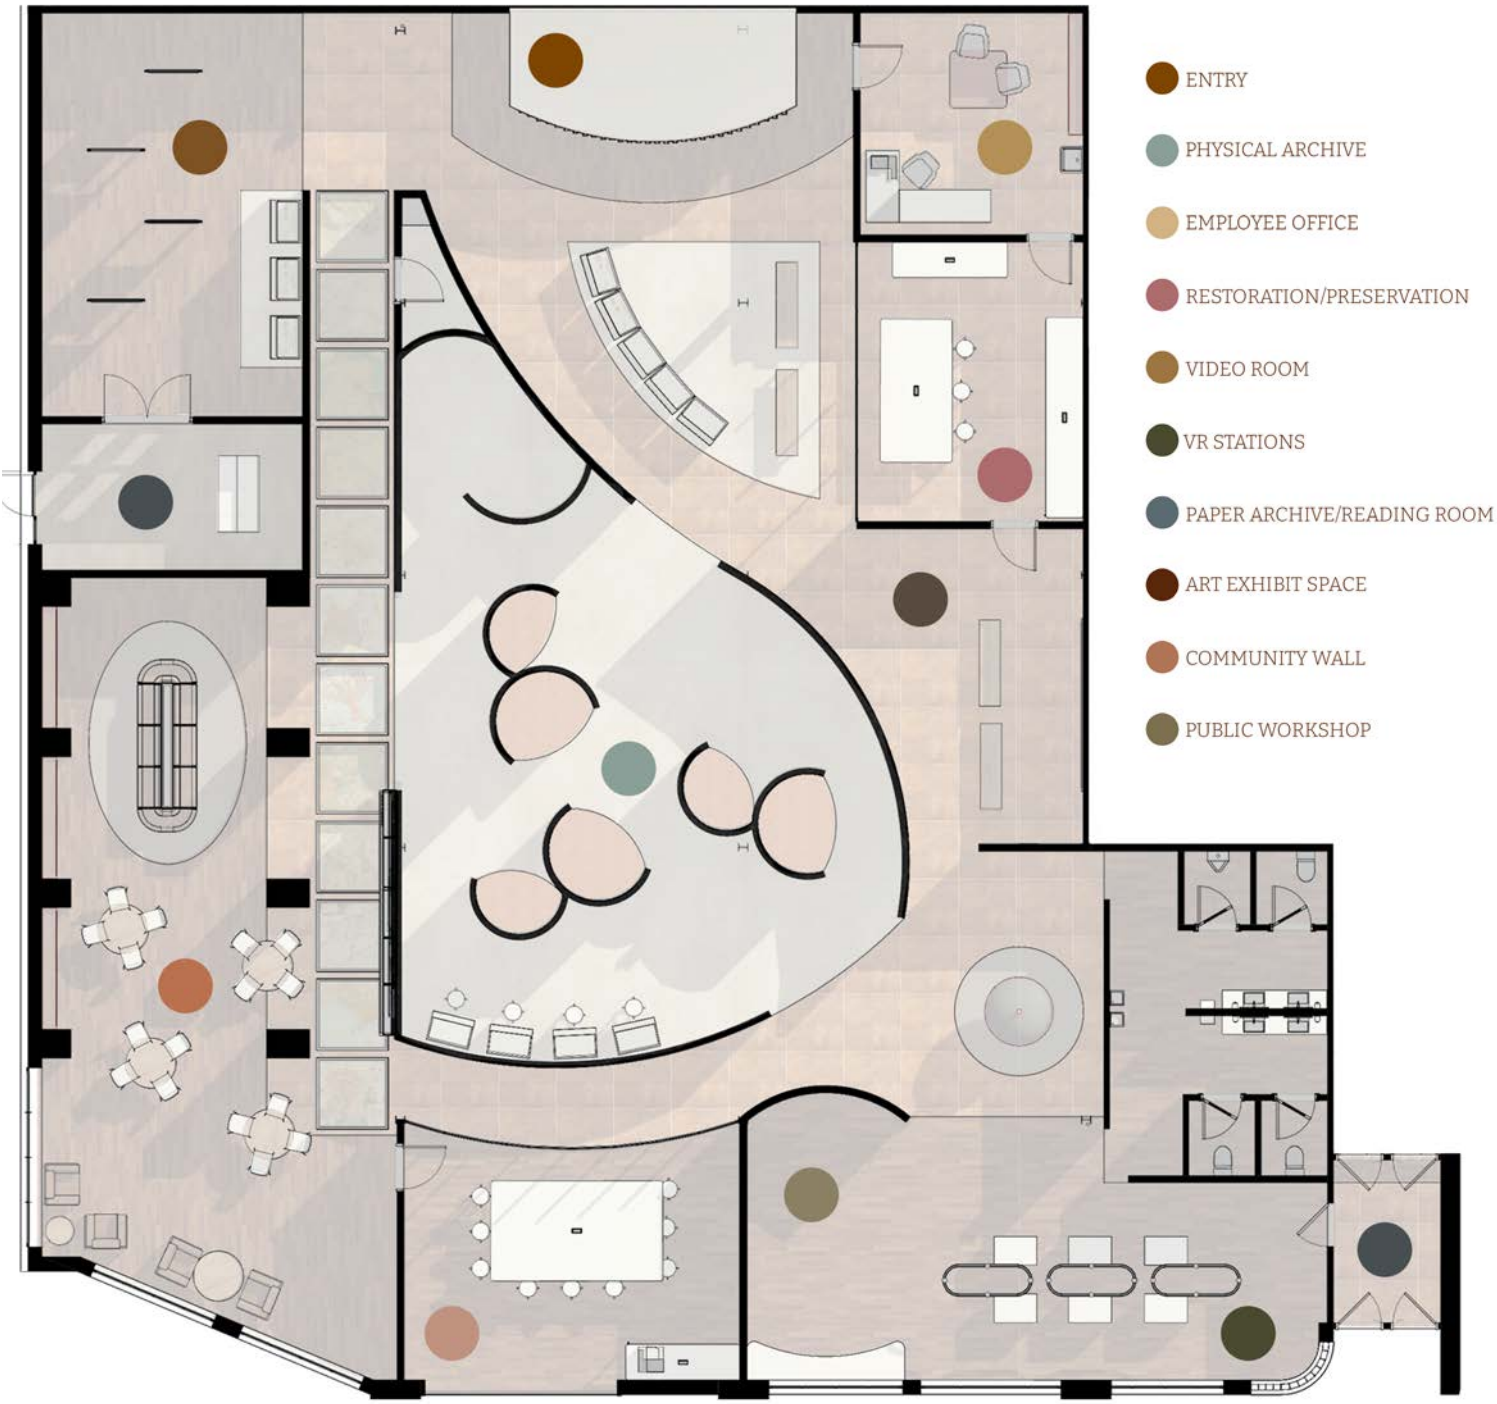 ENTRY
PHYSICAL ARCHIVE
EMPLOYEE OFFICE
RESTORATION/PRESERVATION
VIDEO ROOM
VR STATIONS
PAPER ARCHIVE/READING ROOM
ART EXHIBIT SPACE
COMMUNITY WALL
PUBLIC WORKSHOP